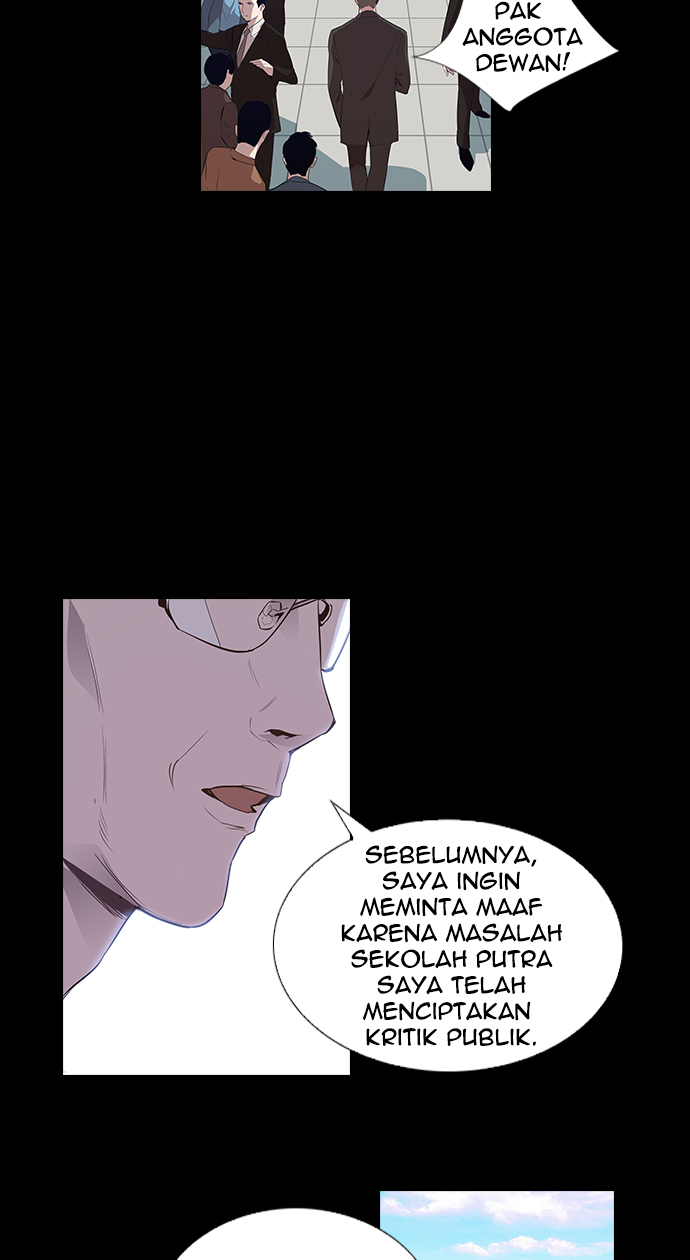 PAK
ANGGOTA
DEWAN!
SEBELUMNYA,
SAYA INGIN
MEMINTA MAAF
KARENA MASALAH
SEKOLAH PUTRA
SAYA TELAH
MENCIPTAKAN
KRITIK PUBLIK.